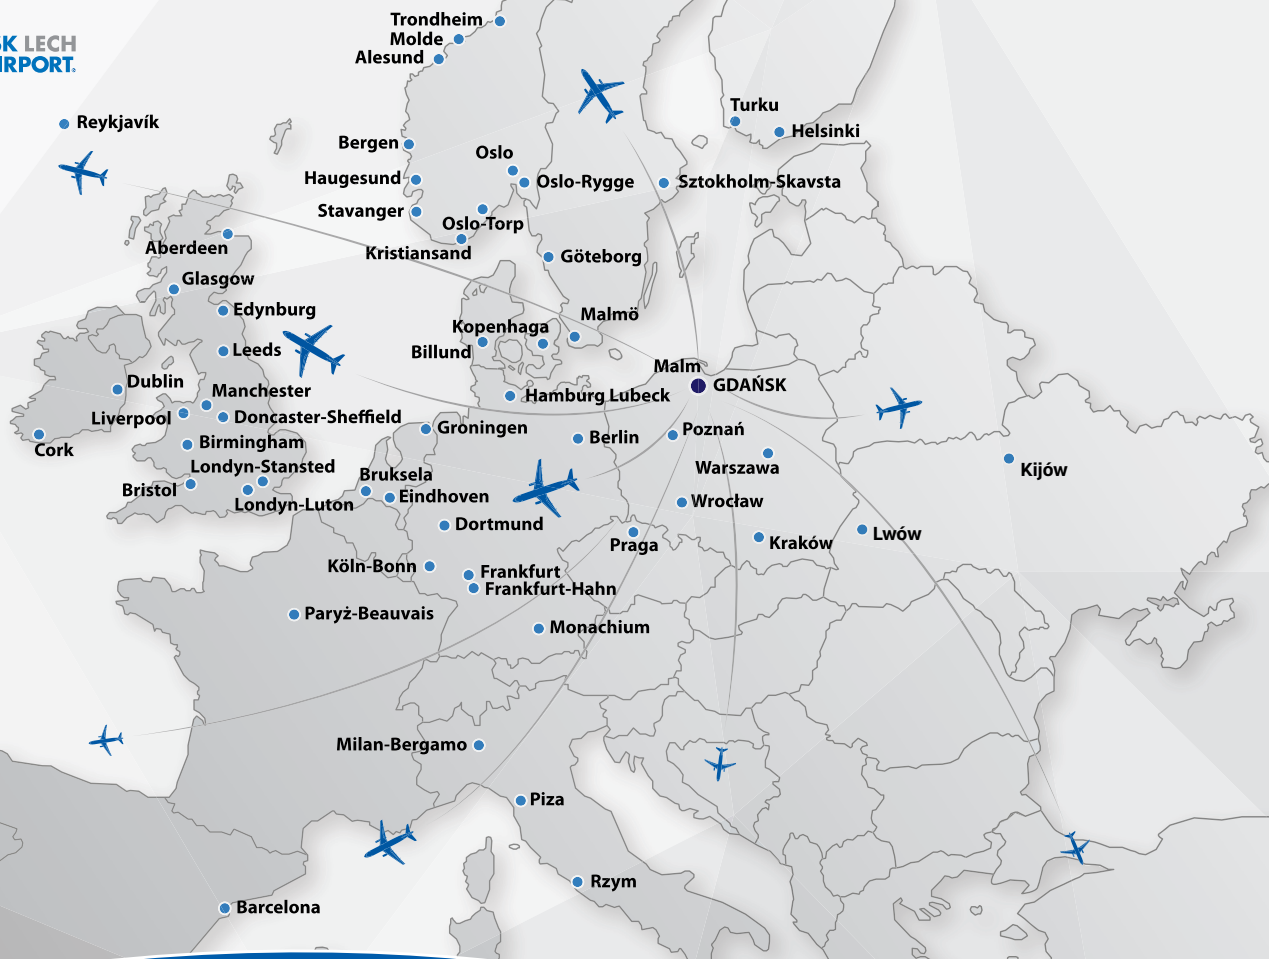 SK LECH
IRPORT.
Trondheim
Molde
Alesund
Reykjavík
Turku
Helsinki
Bergen
Oslo
Haugesund
Oslo-Rygge
Sztokholm-Skavsta
Stavanger
Oslo-Torp
Aberdeen
Kristiansand
Göteborg
Glasgow
Edynburg
Malmö
Kopenhaga
Leeds
Billund
Malm
Dublin
GDAŃSK
Manchester
Hamburg Lubeck
Liverpool
Doncaster-Sheffield
Groningen
Poznań
Birmingham
Berlin
Cork
Londyn-Stansted
Warszawa
Kijów
Bruksela
Bristol
Eindhoven
Londyn-Luton
Wrocław
Dortmund
Lwów
Praga
Kraków
Köln-Bonn
Frankfurt
Frankfurt-Hahn
Paryż-Beauvais
Monachium
Milan-Bergamo
Piza
Rzym
Barcelona